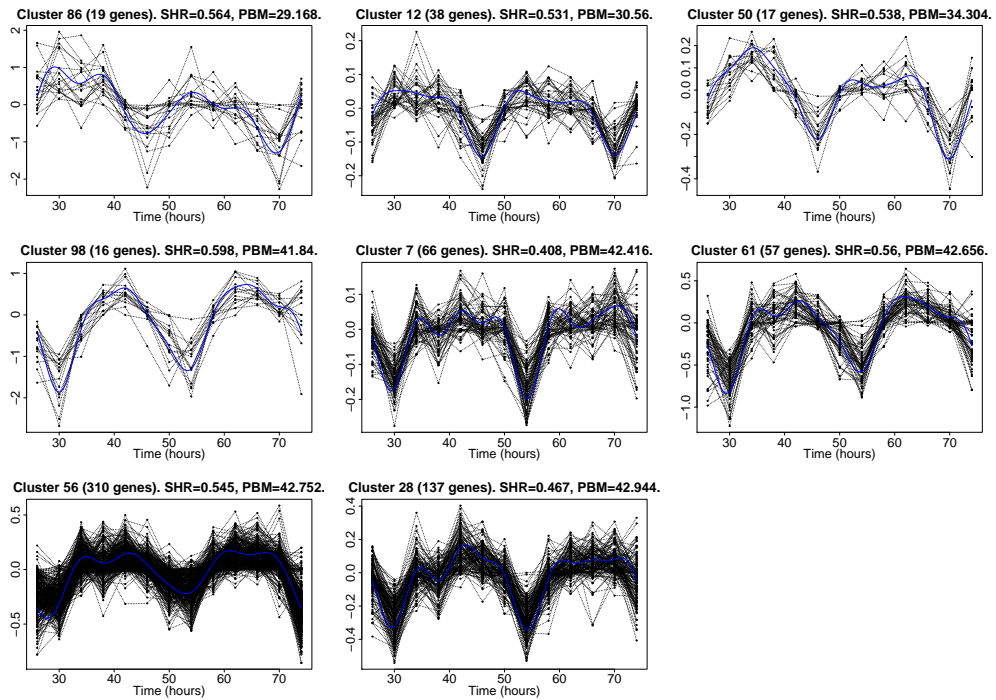 Cluster 86 (19 genes). SHR=0.564, PBM=29.168.
2
1
0
−1
−2
30 40 50 60 70
Time (hours)
Cluster 12 (38 genes). SHR=0.531, PBM=30.56.
0.2
0.1
0.0
−0.1
−0.2
30 40 50 60 70
Time (hours)
Cluster 50 (17 genes). SHR=0.538, PBM=34.304.
0.2
0.1
0.0
−0.2
−0.4
30 40 50 60 70
Time (hours)
Cluster 98 (16 genes). SHR=0.598, PBM=41.84.
1
0
−1
−2
30 40 50 60 70
Time (hours)
Cluster 7 (66 genes). SHR=0.408, PBM=42.416.
0.1
0.0
−0.1
−0.2
30 40 50 60 70
Time (hours)
Cluster 61 (57 genes). SHR=0.56, PBM=42.656.
0.5
0.0
−0.5
−1.0
30 40 50 60 70
Time (hours)
Cluster 56 (310 genes). SHR=0.545, PBM=42.752.
0.5
0.0
−0.5
30 40 50 60 70
Time (hours)
Cluster 28 (137 genes). SHR=0.467, PBM=42.944.
0.4
0.2
0.0
−0.2
−0.4
30 40 50 60 70
Time (hours)